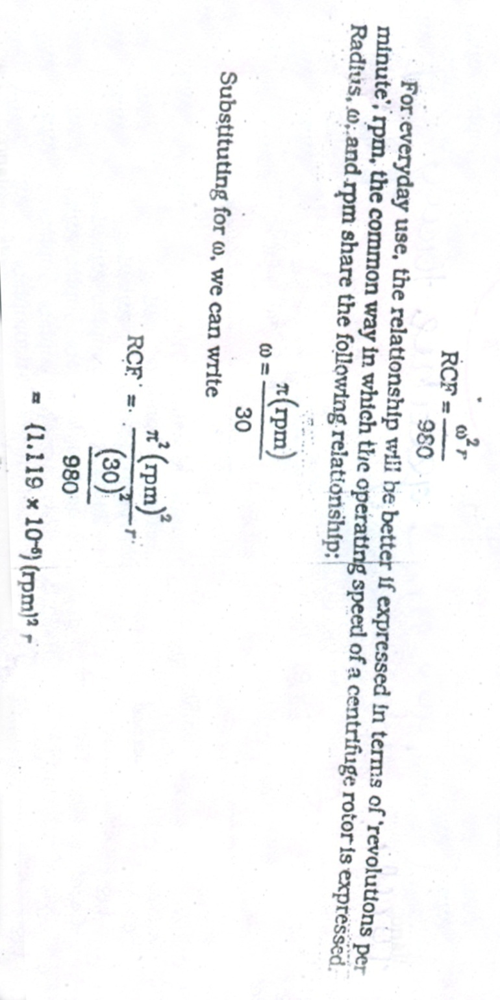 RCF = ω² r / 980
For everyday use, the relationship will be better if expressed in terms of 'revolutions per
minute', rpm, the common way in which the operating speed of a centrifuge rotor is expressed.
Radius, ω, and rpm share the following relationship:
ω = π (rpm) / 30
Substituting for ω, we can write
RCF = π² (rpm)² / (30)² r / 980
= (1.119 x 10⁻⁵) (rpm)² r